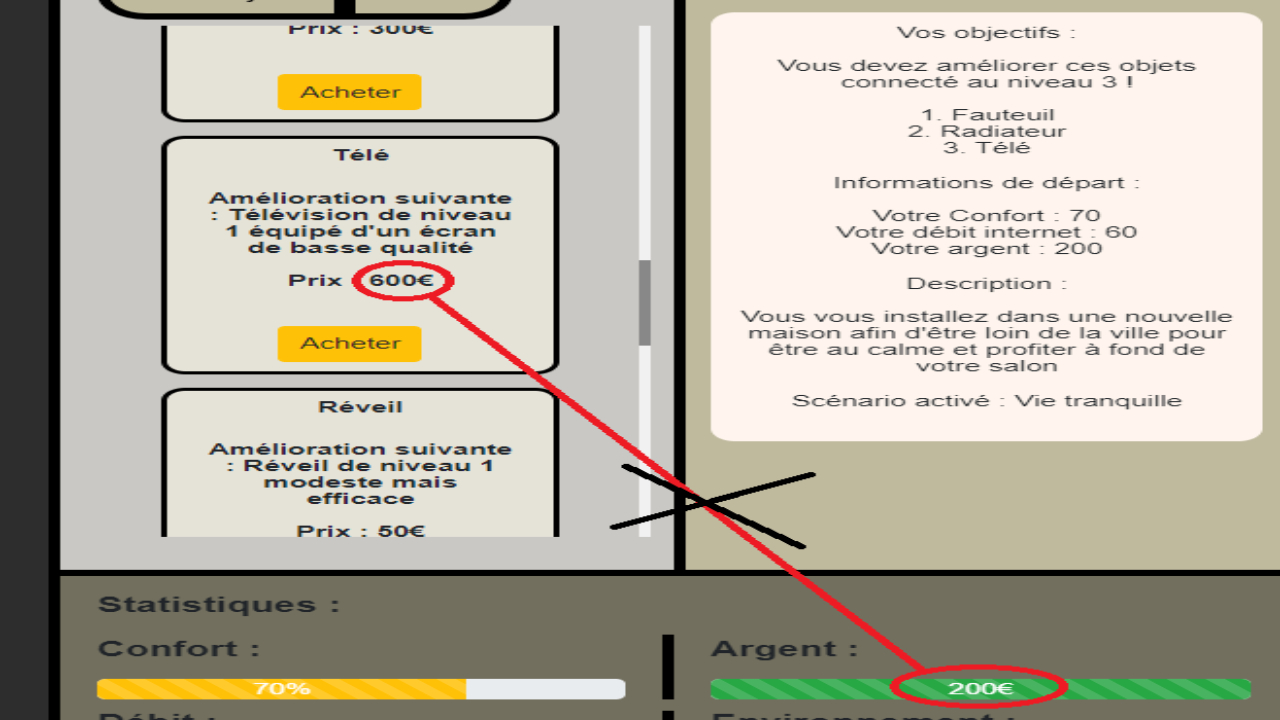 Prix : 300€
Acheter
Télé
Amélioration suivante
: Télévision de niveau
1 équipé d'un écran
de basse qualité
Prix : 600€
Acheter
Réveil
Amélioration suivante
: Réveil de niveau 1
modeste mais
efficace
Prix : 50€
Vos objectifs :
Vous devez améliorer ces objets
connecté au niveau 3 !
1. Fauteuil
2. Radiateur
3. Télé
Informations de départ :
Votre Confort : 70
Votre débit internet : 60
Votre argent : 200
Description :
Vous vous installez dans une nouvelle
maison afin d'être loin de la ville pour
être au calme et profiter à fond de
votre salon
Scénario activé : Vie tranquille
Statistiques :
Confort :
70%
Débit :
Argent :
200€
Environnement :